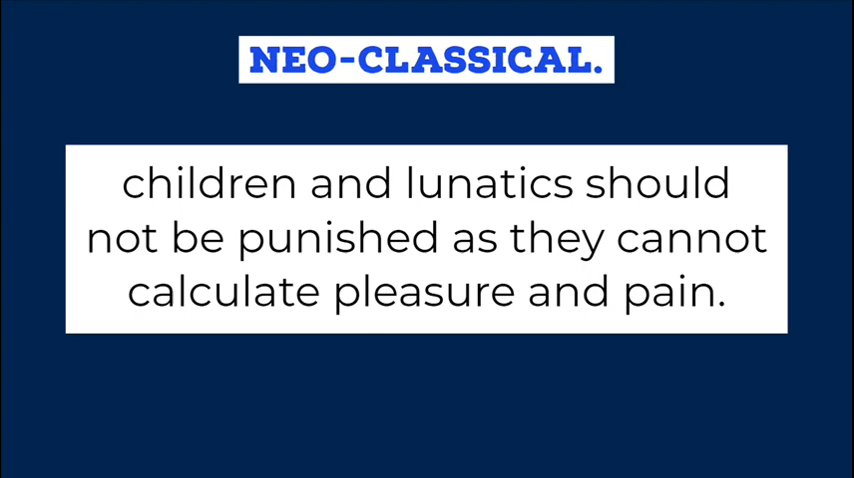 NEO-CLASSICAL.
children and lunatics should
not be punished as they cannot
calculate pleasure and pain.